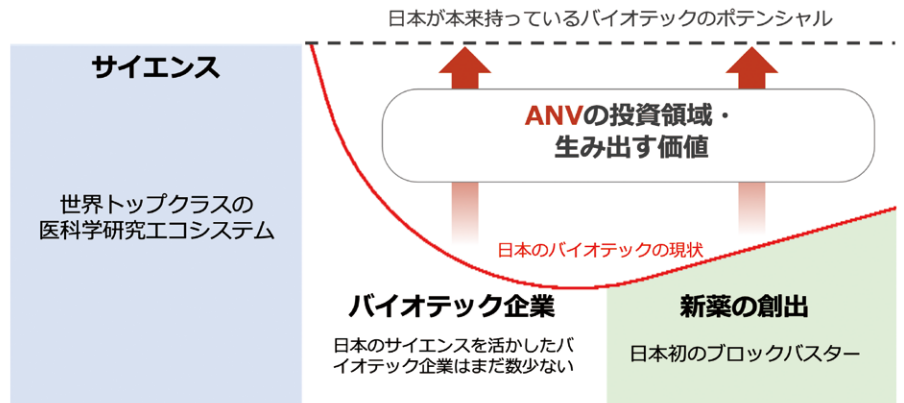 日本が本来持っているバイオテックのポテンシャル
サイエンス
世界トップクラスの
医科学研究エコシステム
ANVの投資領域・
生み出す価値
日本のバイオテックの現状
バイオテック企業
日本のサイエンスを活かしたバ
イオテック企業はまだ数少ない
新薬の創出
日本初のブロックバスター